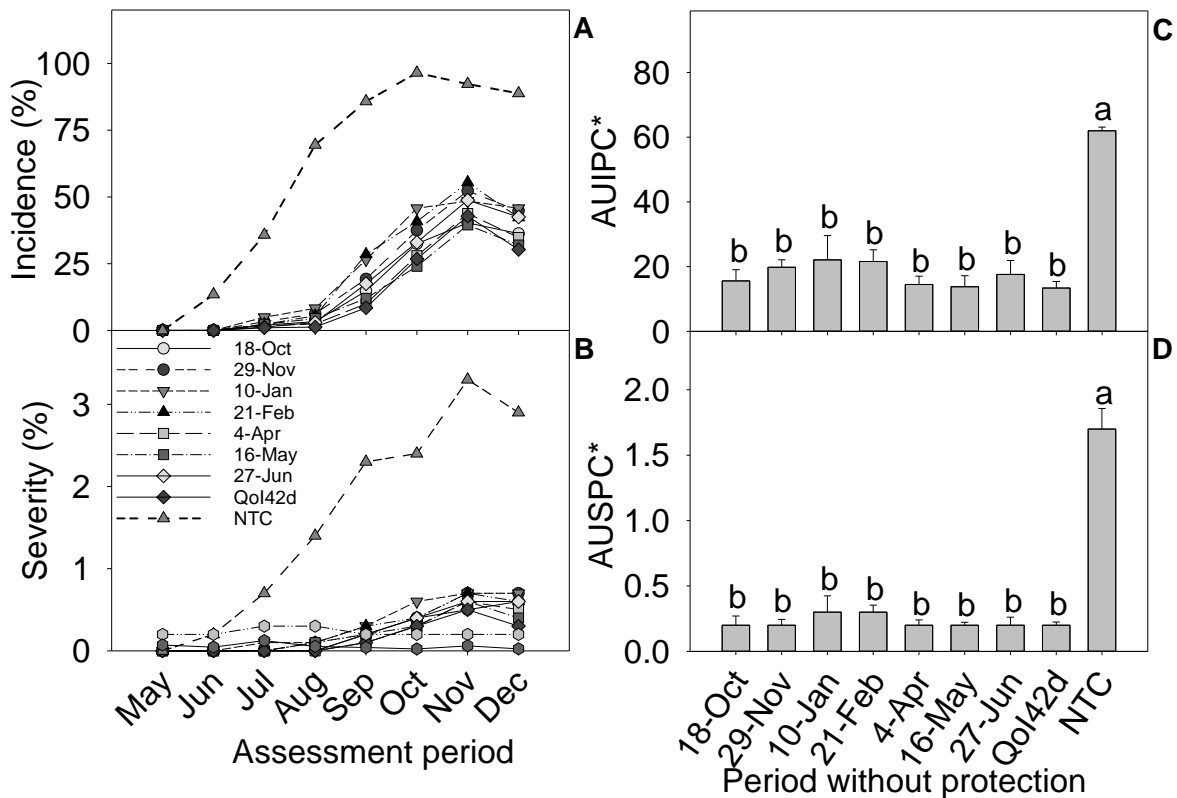 A
Incidence (%)
100
75
50
25
0
B
Severity (%)
3
2
1
0
18-Oct
29-Nov
10-Jan
21-Feb
4-Apr
16-May
27-Jun
QoI42d
NTC
May
Jun
Jul
Aug
Sep
Oct
Nov
Dec
Assessment period
C
AUIPC*
80
60
40
20
0
b
b
b
b
b
b
b
b
a
D
AUSPC*
2.0
1.5
1.0
0.5
0.0
b
b
b
b
b
b
b
b
a
18-Oct
29-Nov
10-Jan
21-Feb
4-Apr
16-May
27-Jun
QoI42d
NTC
Period without protection